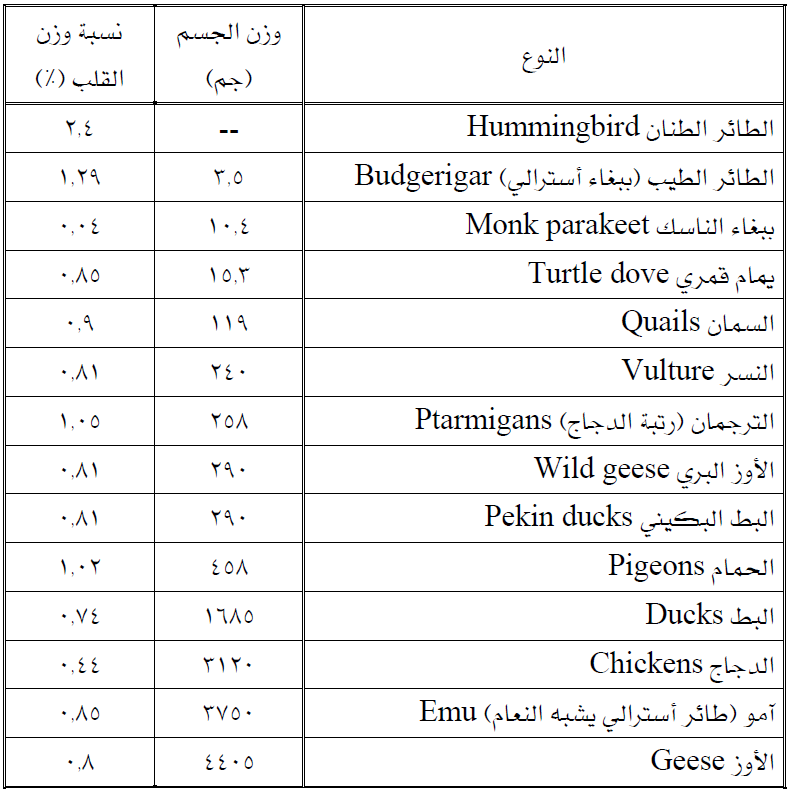 النوع وزن الجسم (جم) نسبة وزن القلب (٪)
الطائر الطنان Hummingbird -- ٢,٤
الطائر الطيب (ببغاء أسترالي) Budgerigar ٣,٥ ١,٢٩
ببغاء الناسك Monk parakeet ١٠,٤ ٠,٠٤
يمام قمري Turtle dove ١٥,٣ ٠,٨٥
السمان Quails ١١٩ ٠,٩
النسر Vulture ٢٤٠ ٠,٨١
الترجمان (رتبة الدجاج) Ptarmigans ٢٥٨ ١,٠٥
الأوز البري Wild geese ٢٩٠ ٠,٨١
البط البكيني Pekin ducks ٢٩٠ ٠,٨١
الحمام Pigeons ٤٥٨ ١,٠٢
البط Ducks ١٦٨٥ ٠,٧٤
الدجاج Chickens ٣١٢٠ ٠,٤٤
آمو (طائر أسترالي يشبه النعام) Emu ٣٧٥٠ ٠,٨٥
الأوز Geese ٤٤٠٥ ٠,٨